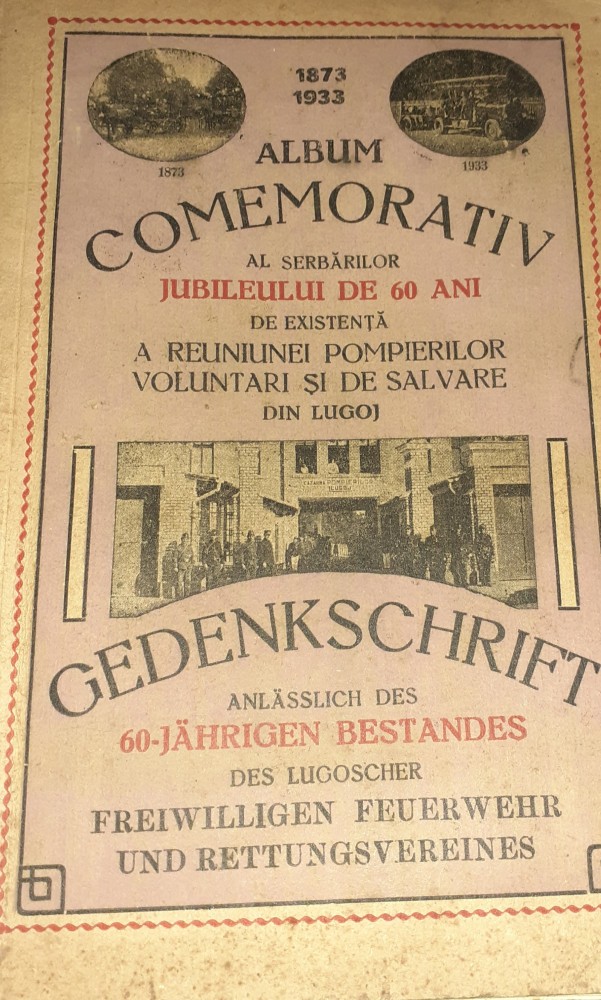 1873
1933
1873
1933
ALBUM
COMEMORATIV
AL SERBĂRILOR
JUBILEULUI DE 60 ANI
DE EXISTENȚĂ
A REUNIUNEI POMPIERILOR
VOLUNTARI ȘI DE SALVARE
DIN LUGOJ
GEDENKSCHRIFT
ANLÄSSLICH DES
60-JÄHRIGEN BESTANDES
DES LUGOSCHER
FREIWILLIGEN FEUERWEHR
UND RETTUNGSVEREINES